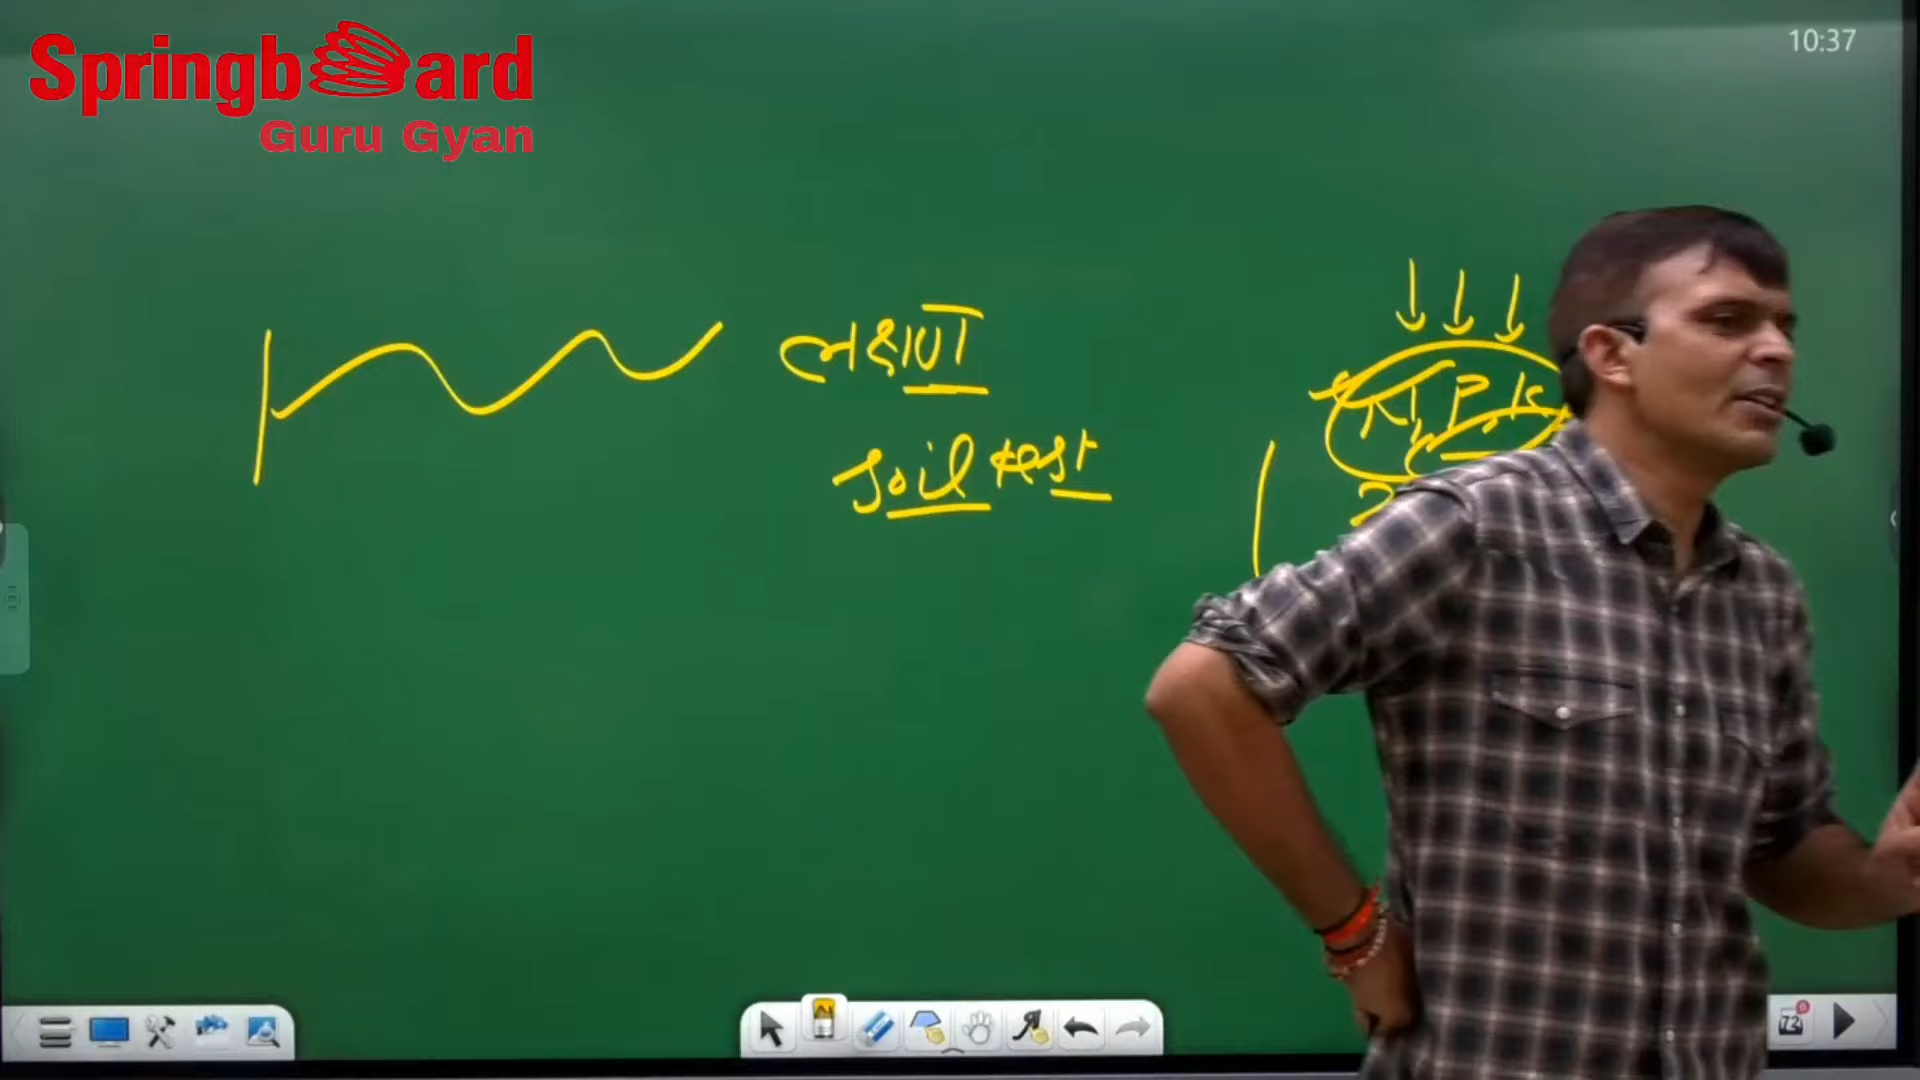 Springboard
Guru Gyan
10:37
लक्षण
Soil test
N, P, K